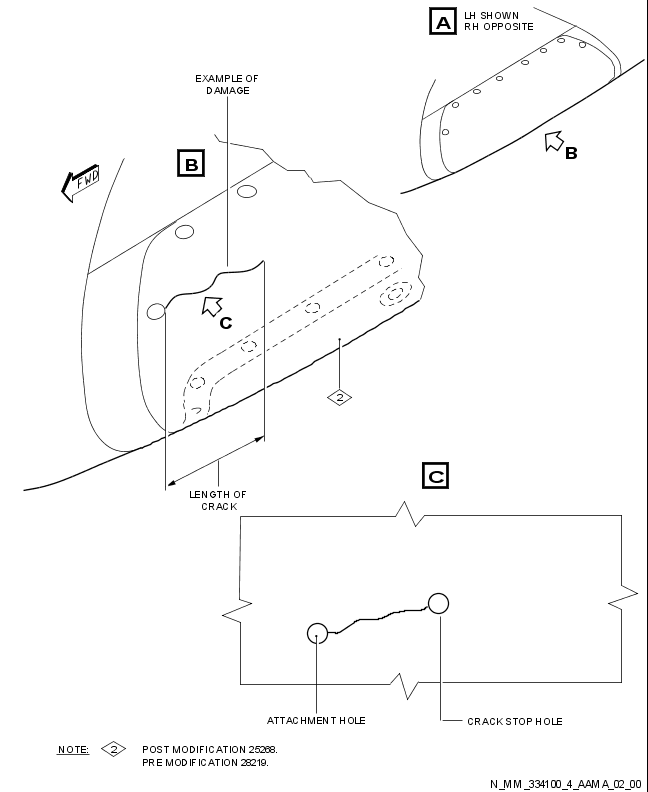 A LH SHOWN
RH OPPOSITE
EXAMPLE OF
DAMAGE
B
B
FWD
C
2
C
LENGTH OF
CRACK
ATTACHMENT HOLE
CRACK STOP HOLE
NOTE: 2 POST MODIFICATION 25268.
PRE MODIFICATION 28219.
N_MM_334100_4_AAMA_02_00